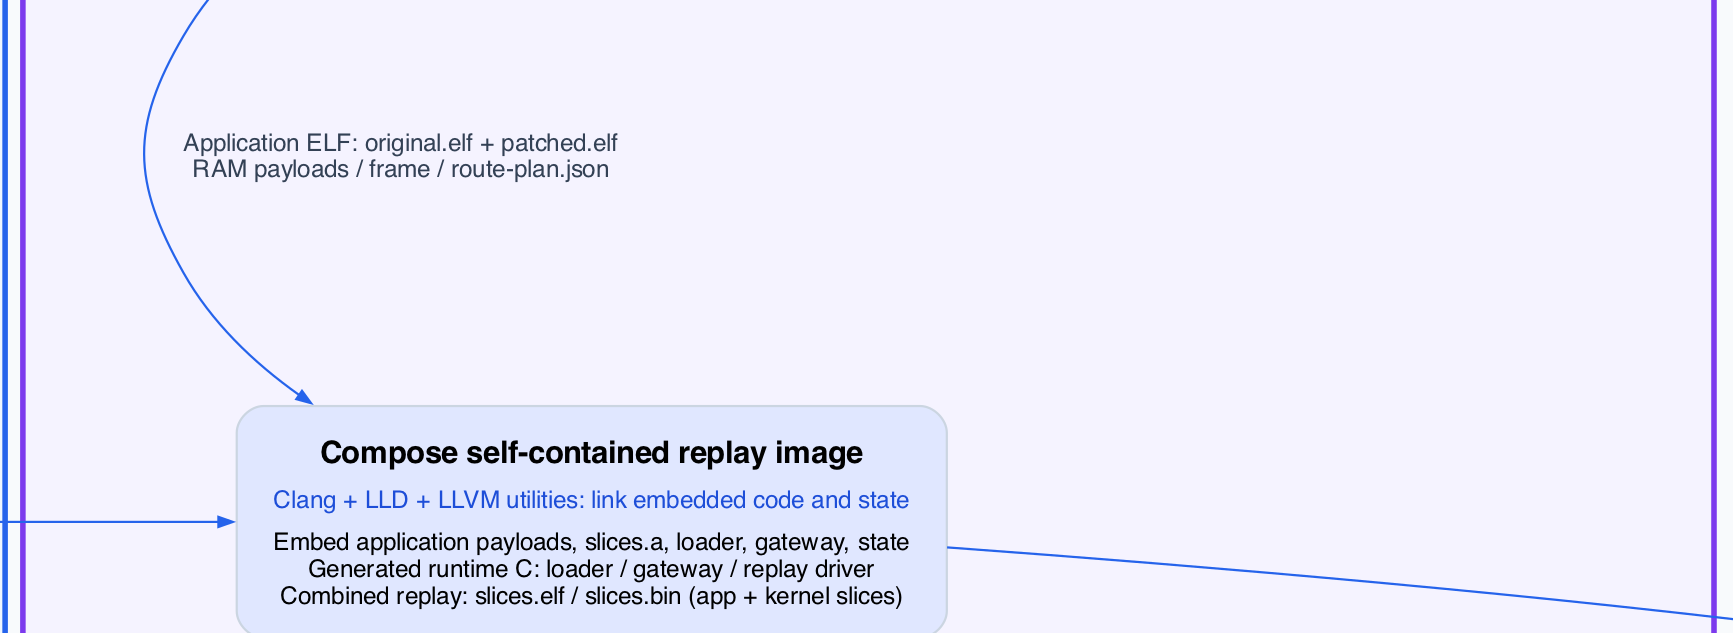 Application ELF: original.elf + patched.elf
RAM payloads / frame / route-plan.json
Compose self-contained replay image
Clang + LLD + LLVM utilities: link embedded code and state
Embed application payloads, slices.a, loader, gateway, state
Generated runtime C: loader / gateway / replay driver
Combined replay: slices.elf / slices.bin (app + kernel slices)